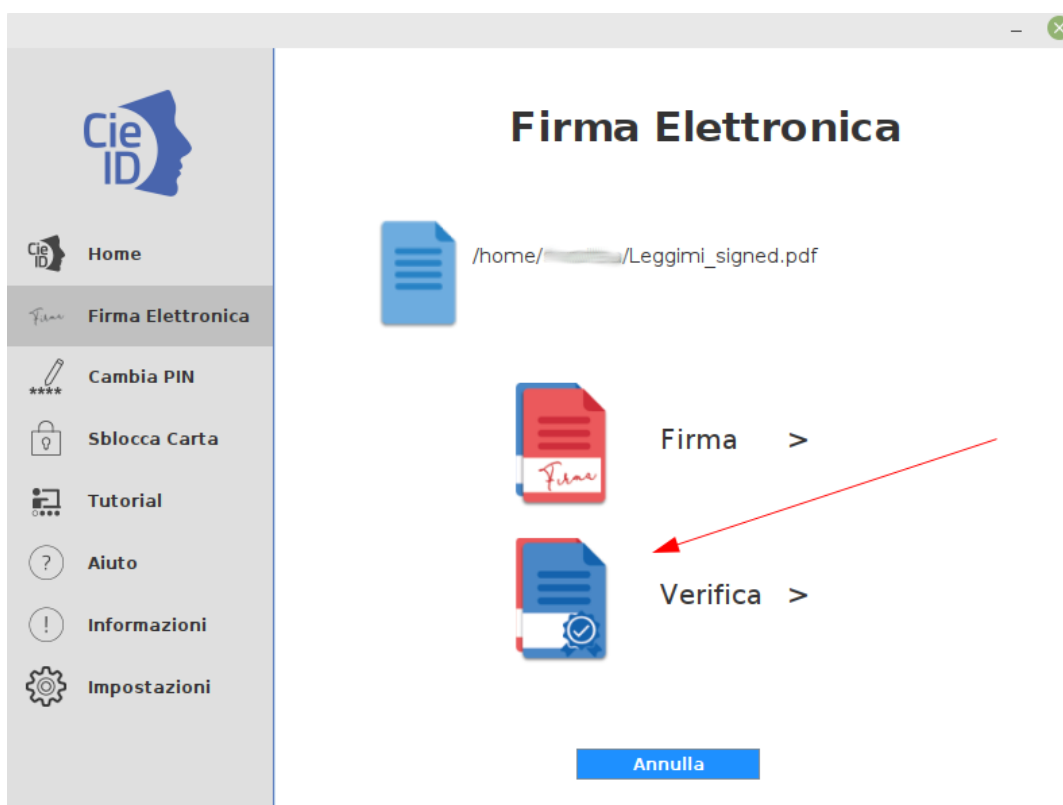 Cie
ID
Cie
ID
Home
Firma
Firma Elettronica
****
Cambia PIN
Sblocca Carta
Tutorial
?
Aiuto
!
Informazioni
Impostazioni
Firma Elettronica
/home/ /Leggimi_signed.pdf
Firma
Firma >
Verifica >
Annulla